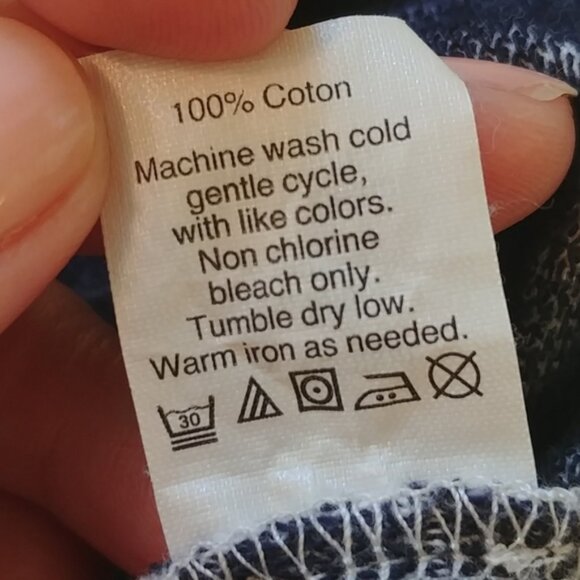 100% Coton
Machine wash cold
gentle cycle,
with like colors.
Non chlorine
bleach only.
Tumble dry low.
Warm iron as needed.
30